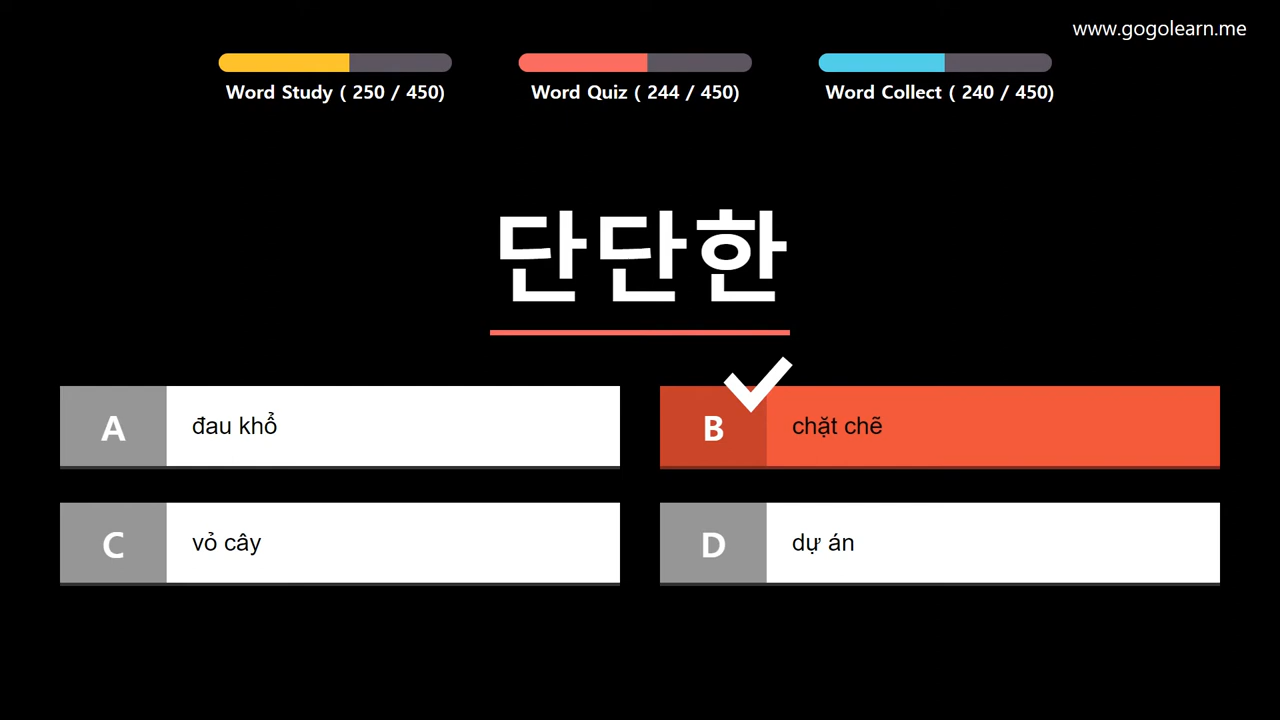 www.gogolearn.me
Word Study ( 250 / 450)
Word Quiz ( 244 / 450)
Word Collect ( 240 / 450)
단단한
A đau khổ
B chặt chẽ
C vỏ cây
D dự án